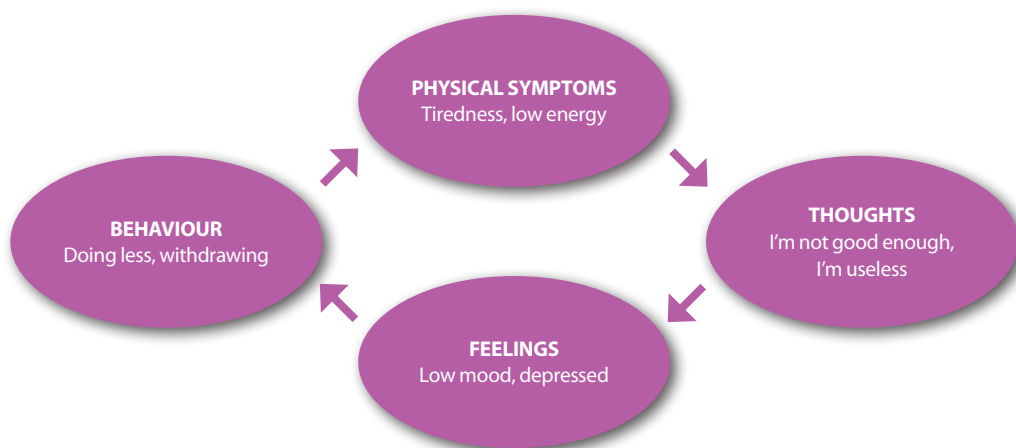 PHYSICAL SYMPTOMS
Tiredness, low energy
THOUGHTS
I'm not good enough,
I'm useless
FEELINGS
Low mood, depressed
BEHAVIOUR
Doing less, withdrawing